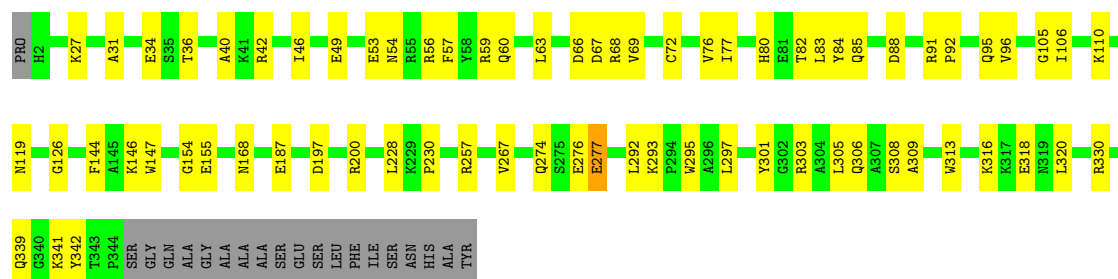 PRO H2 K27 A31 E34 S35 T36 A40 K41 R42 I46 E49 E53 N54 R55 R56 F57 Y58 R59 Q60 L63 D66 D67 R68 V69 C72 V76 I77 H80 E81 T82 L83 Y84 Q85 D88 R91 P92 Q95 V96 G105 I106 K110
N119 G126 F144 A145 K146 W147 G154 E155 N168 E187 D197 R200 L228 K229 P230 R257 V267 Q274 S275 E276 E277 L292 K293 P294 W295 A296 L297 Y301 G302 R303 A304 L305 Q306 A307 S308 A309 W313 K316 K317 E318 N319 L320 R330
Q339 G340 K341 Y342 T343 P344 SER GLY GLN ALA GLY ALA ALA ALA SER GLU SER LEU PHE ILE SER ASN HIS ALA TYR